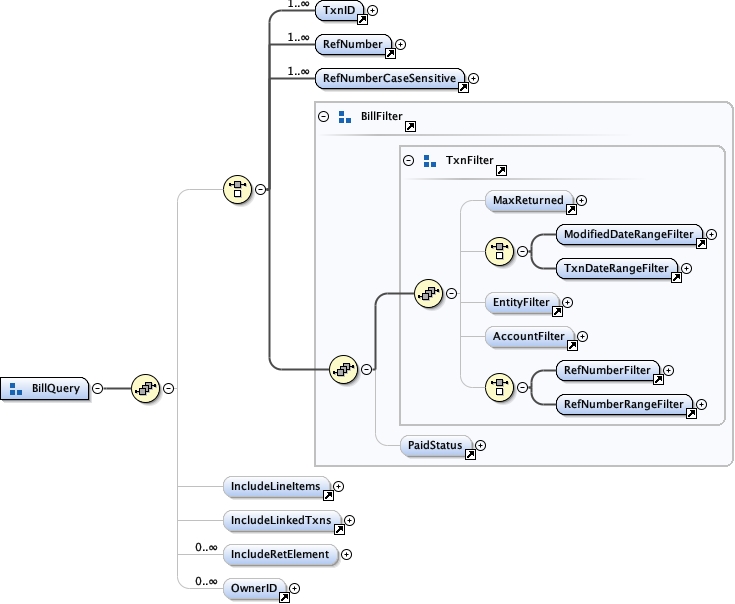 1..∞
TxnID
1..∞
RefNumber
1..∞
RefNumberCaseSensitive
BillFilter
TxnFilter
MaxReturned
ModifiedDateRangeFilter
TxnDateRangeFilter
EntityFilter
AccountFilter
RefNumberFilter
RefNumberRangeFilter
BillQuery
PaidStatus
IncludeLineItems
IncludeLinkedTxns
0..∞
IncludeRetElement
0..∞
OwnerID